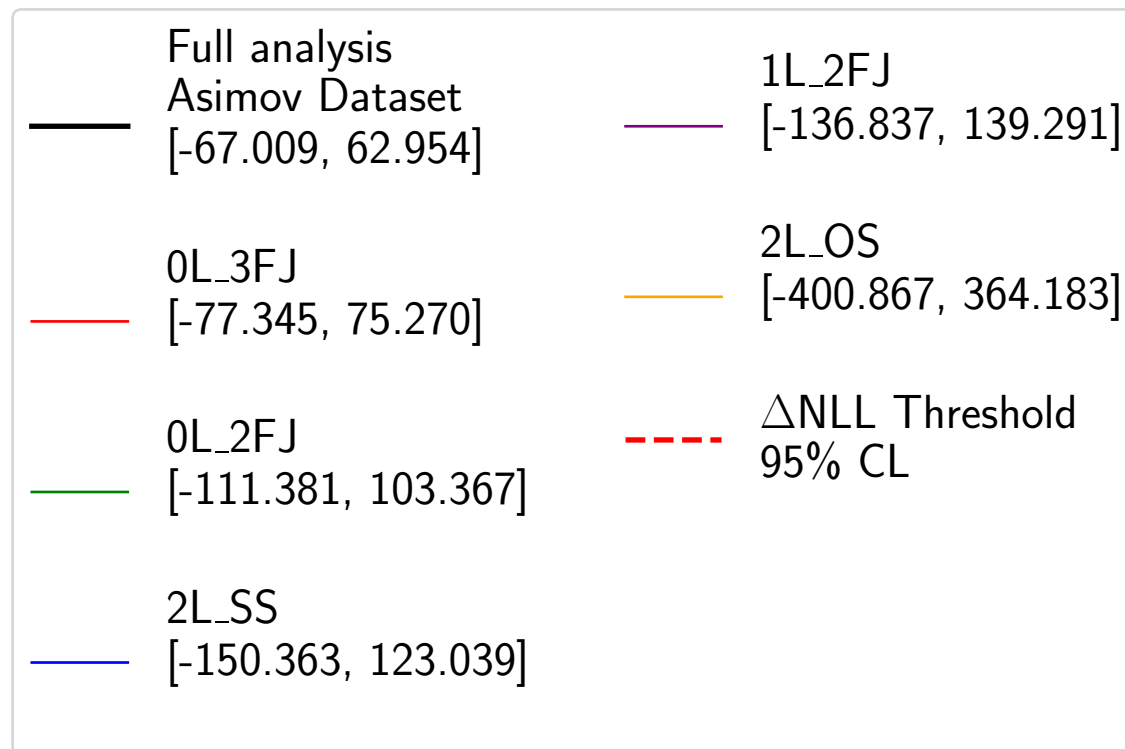 Full analysis
Asimov Dataset
[-67.009, 62.954]
0L_3FJ
[-77.345, 75.270]
0L_2FJ
[-111.381, 103.367]
2L_SS
[-150.363, 123.039]
1L_2FJ
[-136.837, 139.291]
2L_OS
[-400.867, 364.183]
ΔNLL Threshold
95% CL